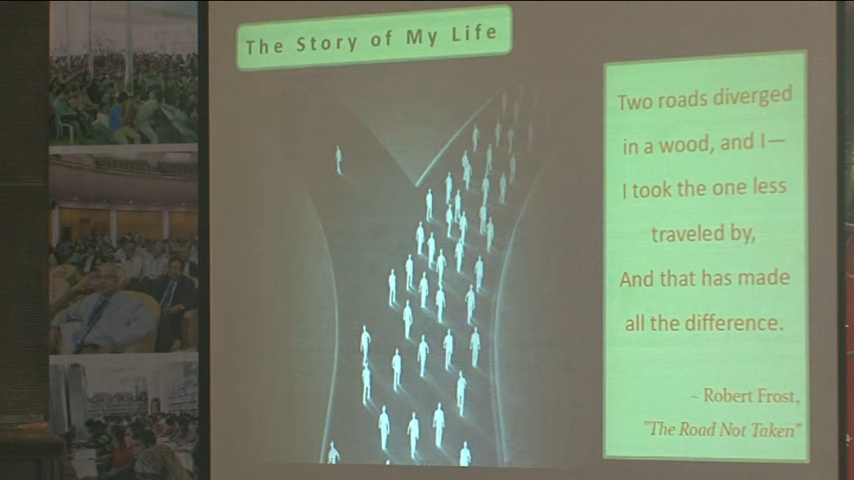 The Story of My Life
Two roads diverged
in a wood, and I—
I took the one less
traveled by,
And that has made
all the difference.
~ Robert Frost,
"The Road Not Taken"